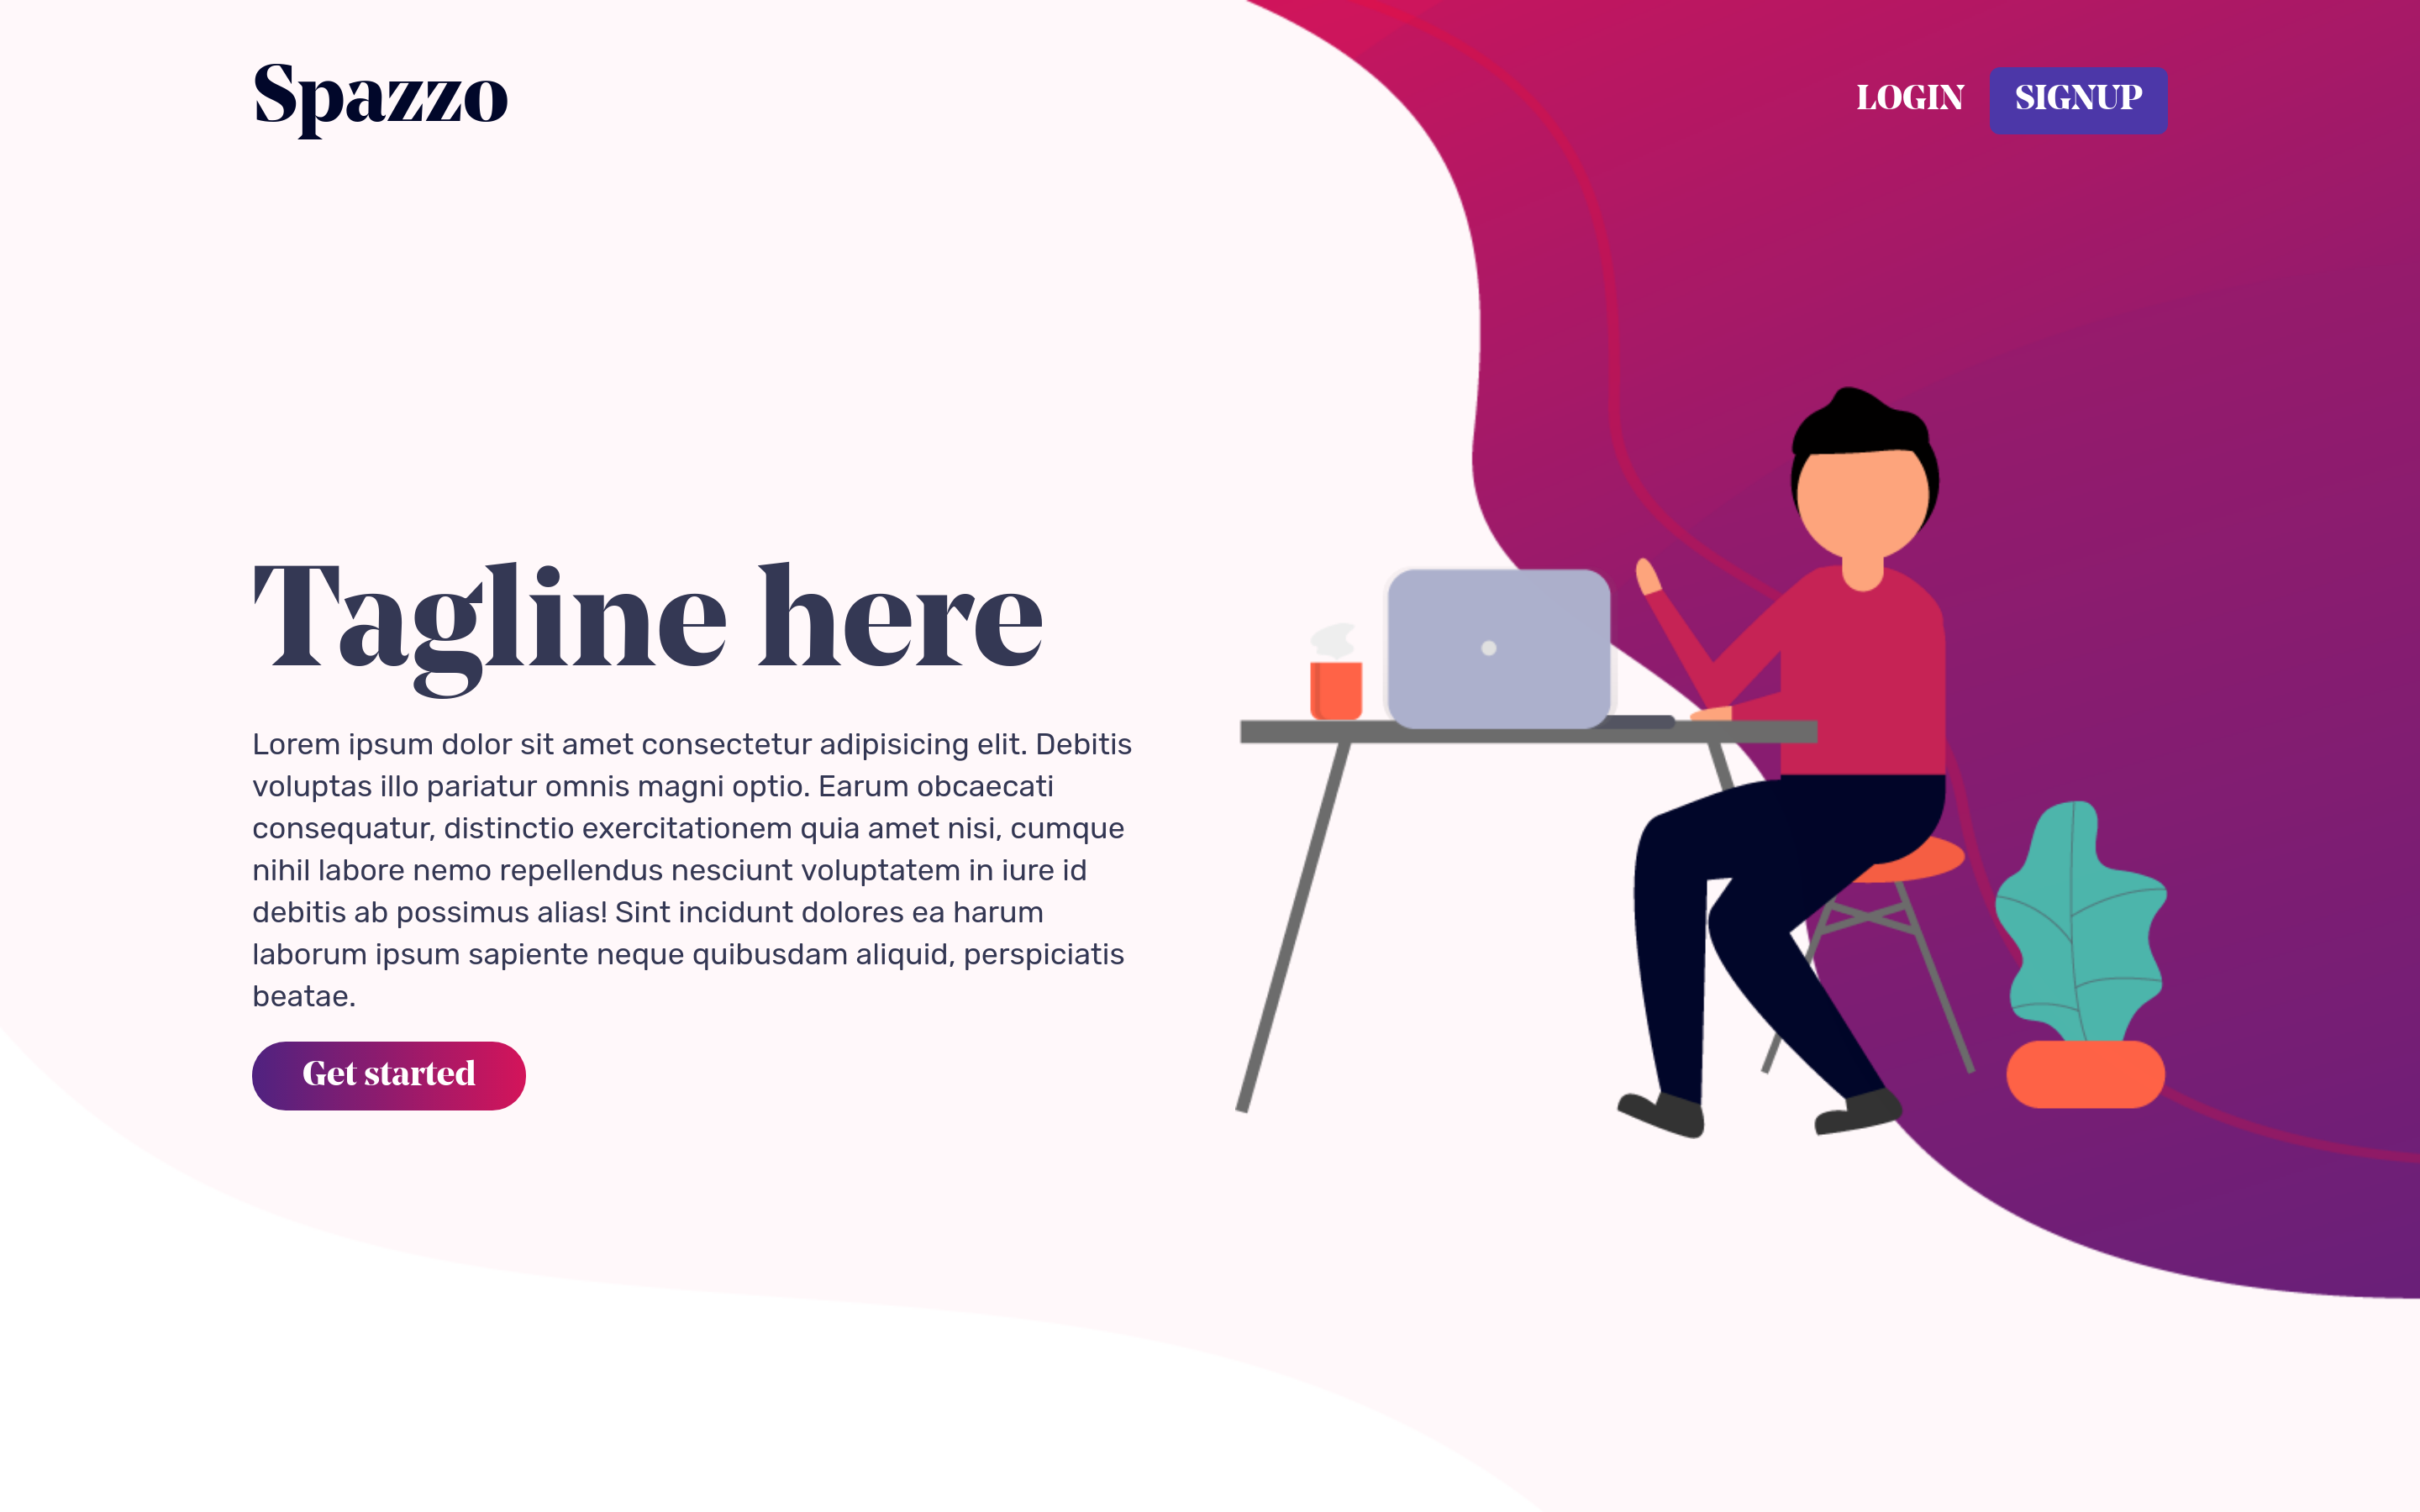 Spazzo
LOGIN
SIGNUP
Tagline here
Lorem ipsum dolor sit amet consectetur adipisicing elit. Debitis
voluptas illo pariatur omnis magni optio. Earum obcaecati
consequatur, distinctio exercitationem quia amet nisi, cumque
nihil labore nemo repellendus nesciunt voluptatem in iure id
debitis ab possimus alias! Sint incidunt dolores ea harum
laborum ipsum sapiente neque quibusdam aliquid, perspiciatis
beatae.
Get started